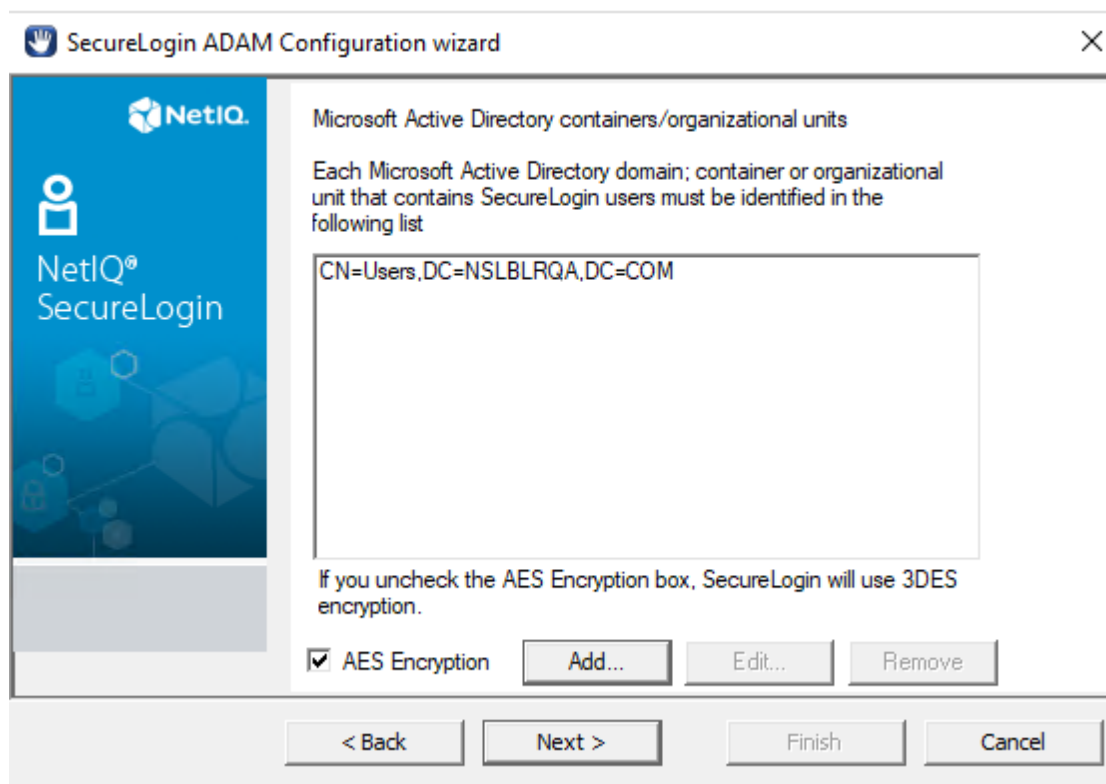 SecureLogin ADAM Configuration wizard
NetIQ.
NetIQ®
SecureLogin
Microsoft Active Directory containers/organizational units
Each Microsoft Active Directory domain; container or organizational
unit that contains SecureLogin users must be identified in the
following list
CN=Users,DC=NSLBLRQA,DC=COM
If you uncheck the AES Encryption box, SecureLogin will use 3DES
encryption.
AES Encryption Add... Edit... Remove
< Back Next > Finish Cancel